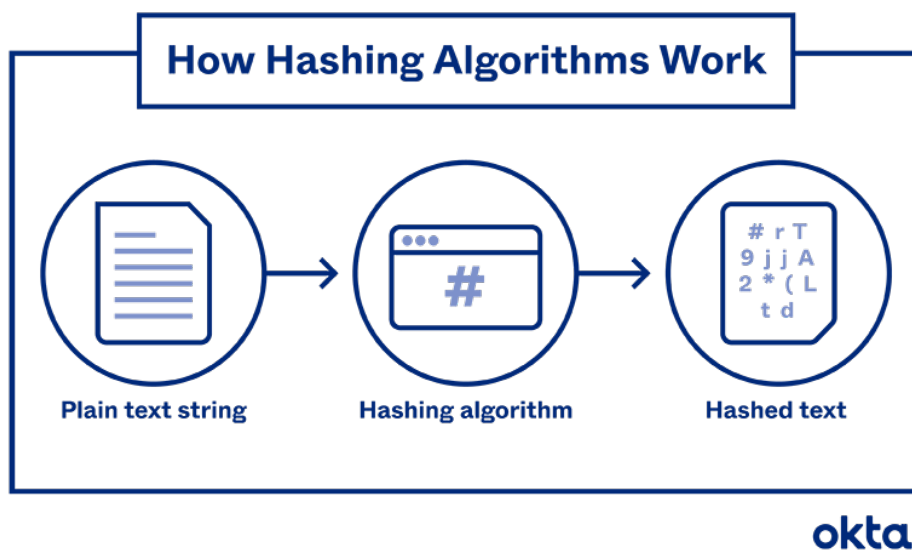 How Hashing Algorithms Work
#
# r T
9 j j A
2 * ( L
t d
Plain text string
Hashing algorithm
Hashed text
okta